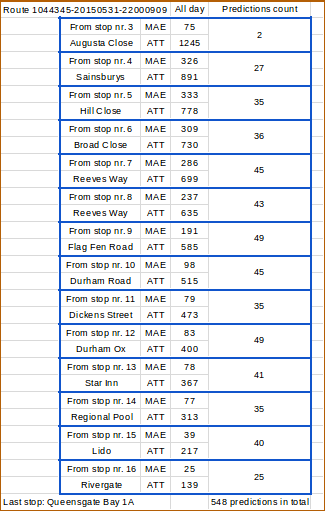 Route 1044345-20150531-22000909 All day Predictions count
From stop nr. 3 MAE 75
2
Augusta Close ATT 1245
From stop nr. 4 MAE 326
27
Sainsburys ATT 891
From stop nr. 5 MAE 333
35
Hill Close ATT 778
From stop nr. 6 MAE 309
36
Broad Close ATT 730
From stop nr. 7 MAE 286
45
Reeves Way ATT 699
From stop nr. 8 MAE 237
43
Reeves Way ATT 635
From stop nr. 9 MAE 191
49
Flag Fen Road ATT 585
From stop nr. 10 MAE 98
45
Durham Road ATT 515
From stop nr. 11 MAE 79
35
Dickens Street ATT 473
From stop nr. 12 MAE 83
49
Durham Ox ATT 400
From stop nr. 13 MAE 78
41
Star Inn ATT 367
From stop nr. 14 MAE 77
35
Regional Pool ATT 313
From stop nr. 15 MAE 39
40
Lido ATT 217
From stop nr. 16 MAE 25
25
Rivergate ATT 139
Last stop: Queensgate Bay 1A 548 predictions in total